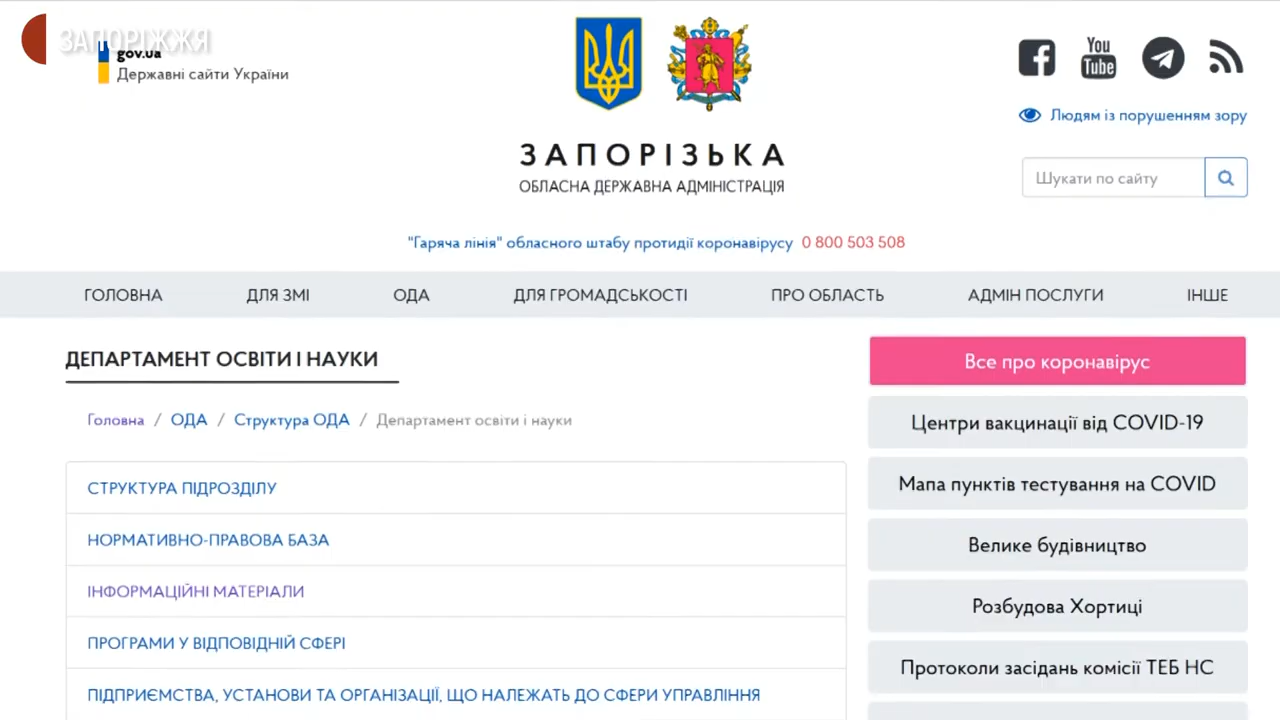 ЗАПОРІЖЖЯ
gov.ua
Державні сайти України
You
Tube
ЗАПОРІЗЬКА
ОБЛАСНА ДЕРЖАВНА АДМІНІСТРАЦІЯ
Людям із порушенням зору
Шукати по сайту
"Гаряча лінія" обласного штабу протидії коронавірусу 0 800 503 508
ГОЛОВНА ДЛЯ ЗМІ ОДА ДЛЯ ГРОМАДСЬКОСТІ ПРО ОБЛАСТЬ АДМІН ПОСЛУГИ ІНШЕ
ДЕПАРТАМЕНТ ОСВІТИ І НАУКИ
Головна / ОДА / Структура ОДА / Департамент освіти і науки
СТРУКТУРА ПІДРОЗДІЛУ
НОРМАТИВНО-ПРАВОВА БАЗА
ІНФОРМАЦІЙНІ МАТЕРІАЛИ
ПРОГРАМИ У ВІДПОВІДНІЙ СФЕРІ
ПІДПРИЄМСТВА, УСТАНОВИ ТА ОРГАНІЗАЦІЇ, ЩО НАЛЕЖАТЬ ДО СФЕРИ УПРАВЛІННЯ
Все про коронавірус
Центри вакцинації від COVID-19
Мапа пунктів тестування на COVID
Велике будівництво
Розбудова Хортиці
Протоколи засідань комісії ТЕБ НС